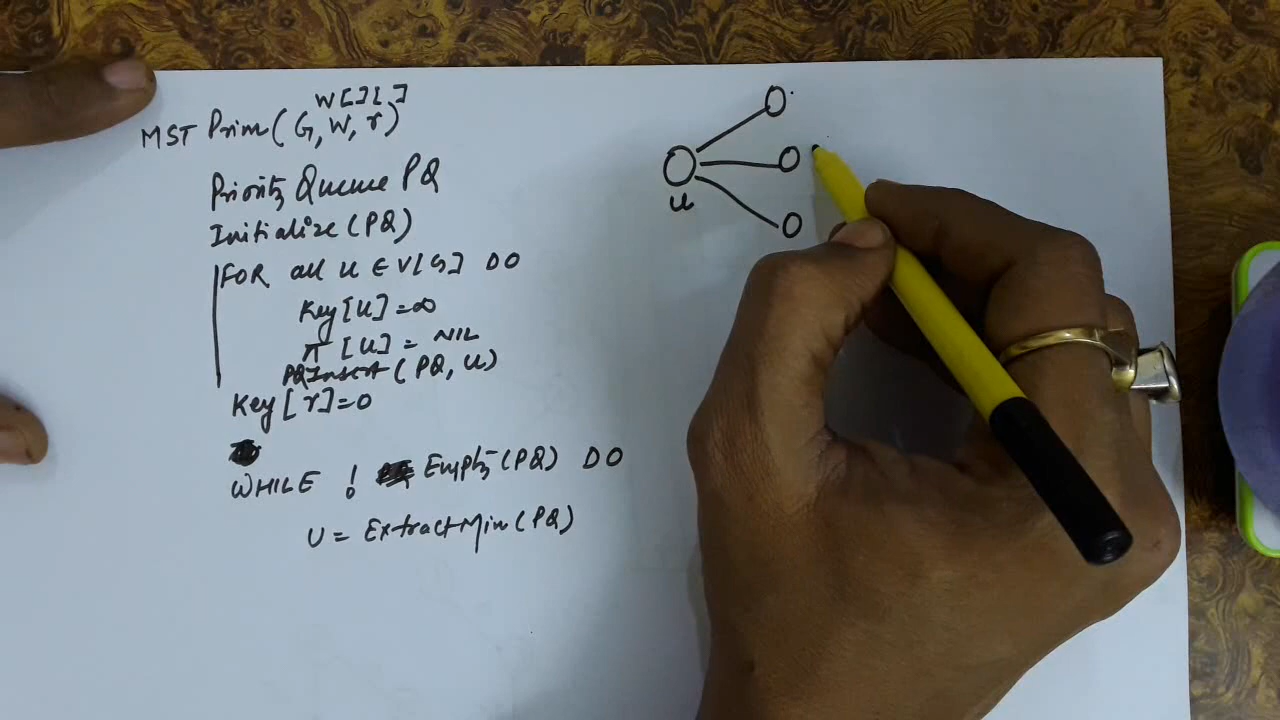 W[][]
MST Prim(G, W, r)
Priority Queue PQ
Initialize(PQ)
FOR all u ∈ V[G] DO
Key[u]=∞
π[u] = NIL
PQInsert(PQ, u)
Key[r]=0
WHILE ! Empty(PQ) DO
U = ExtractMin(PQ)
u